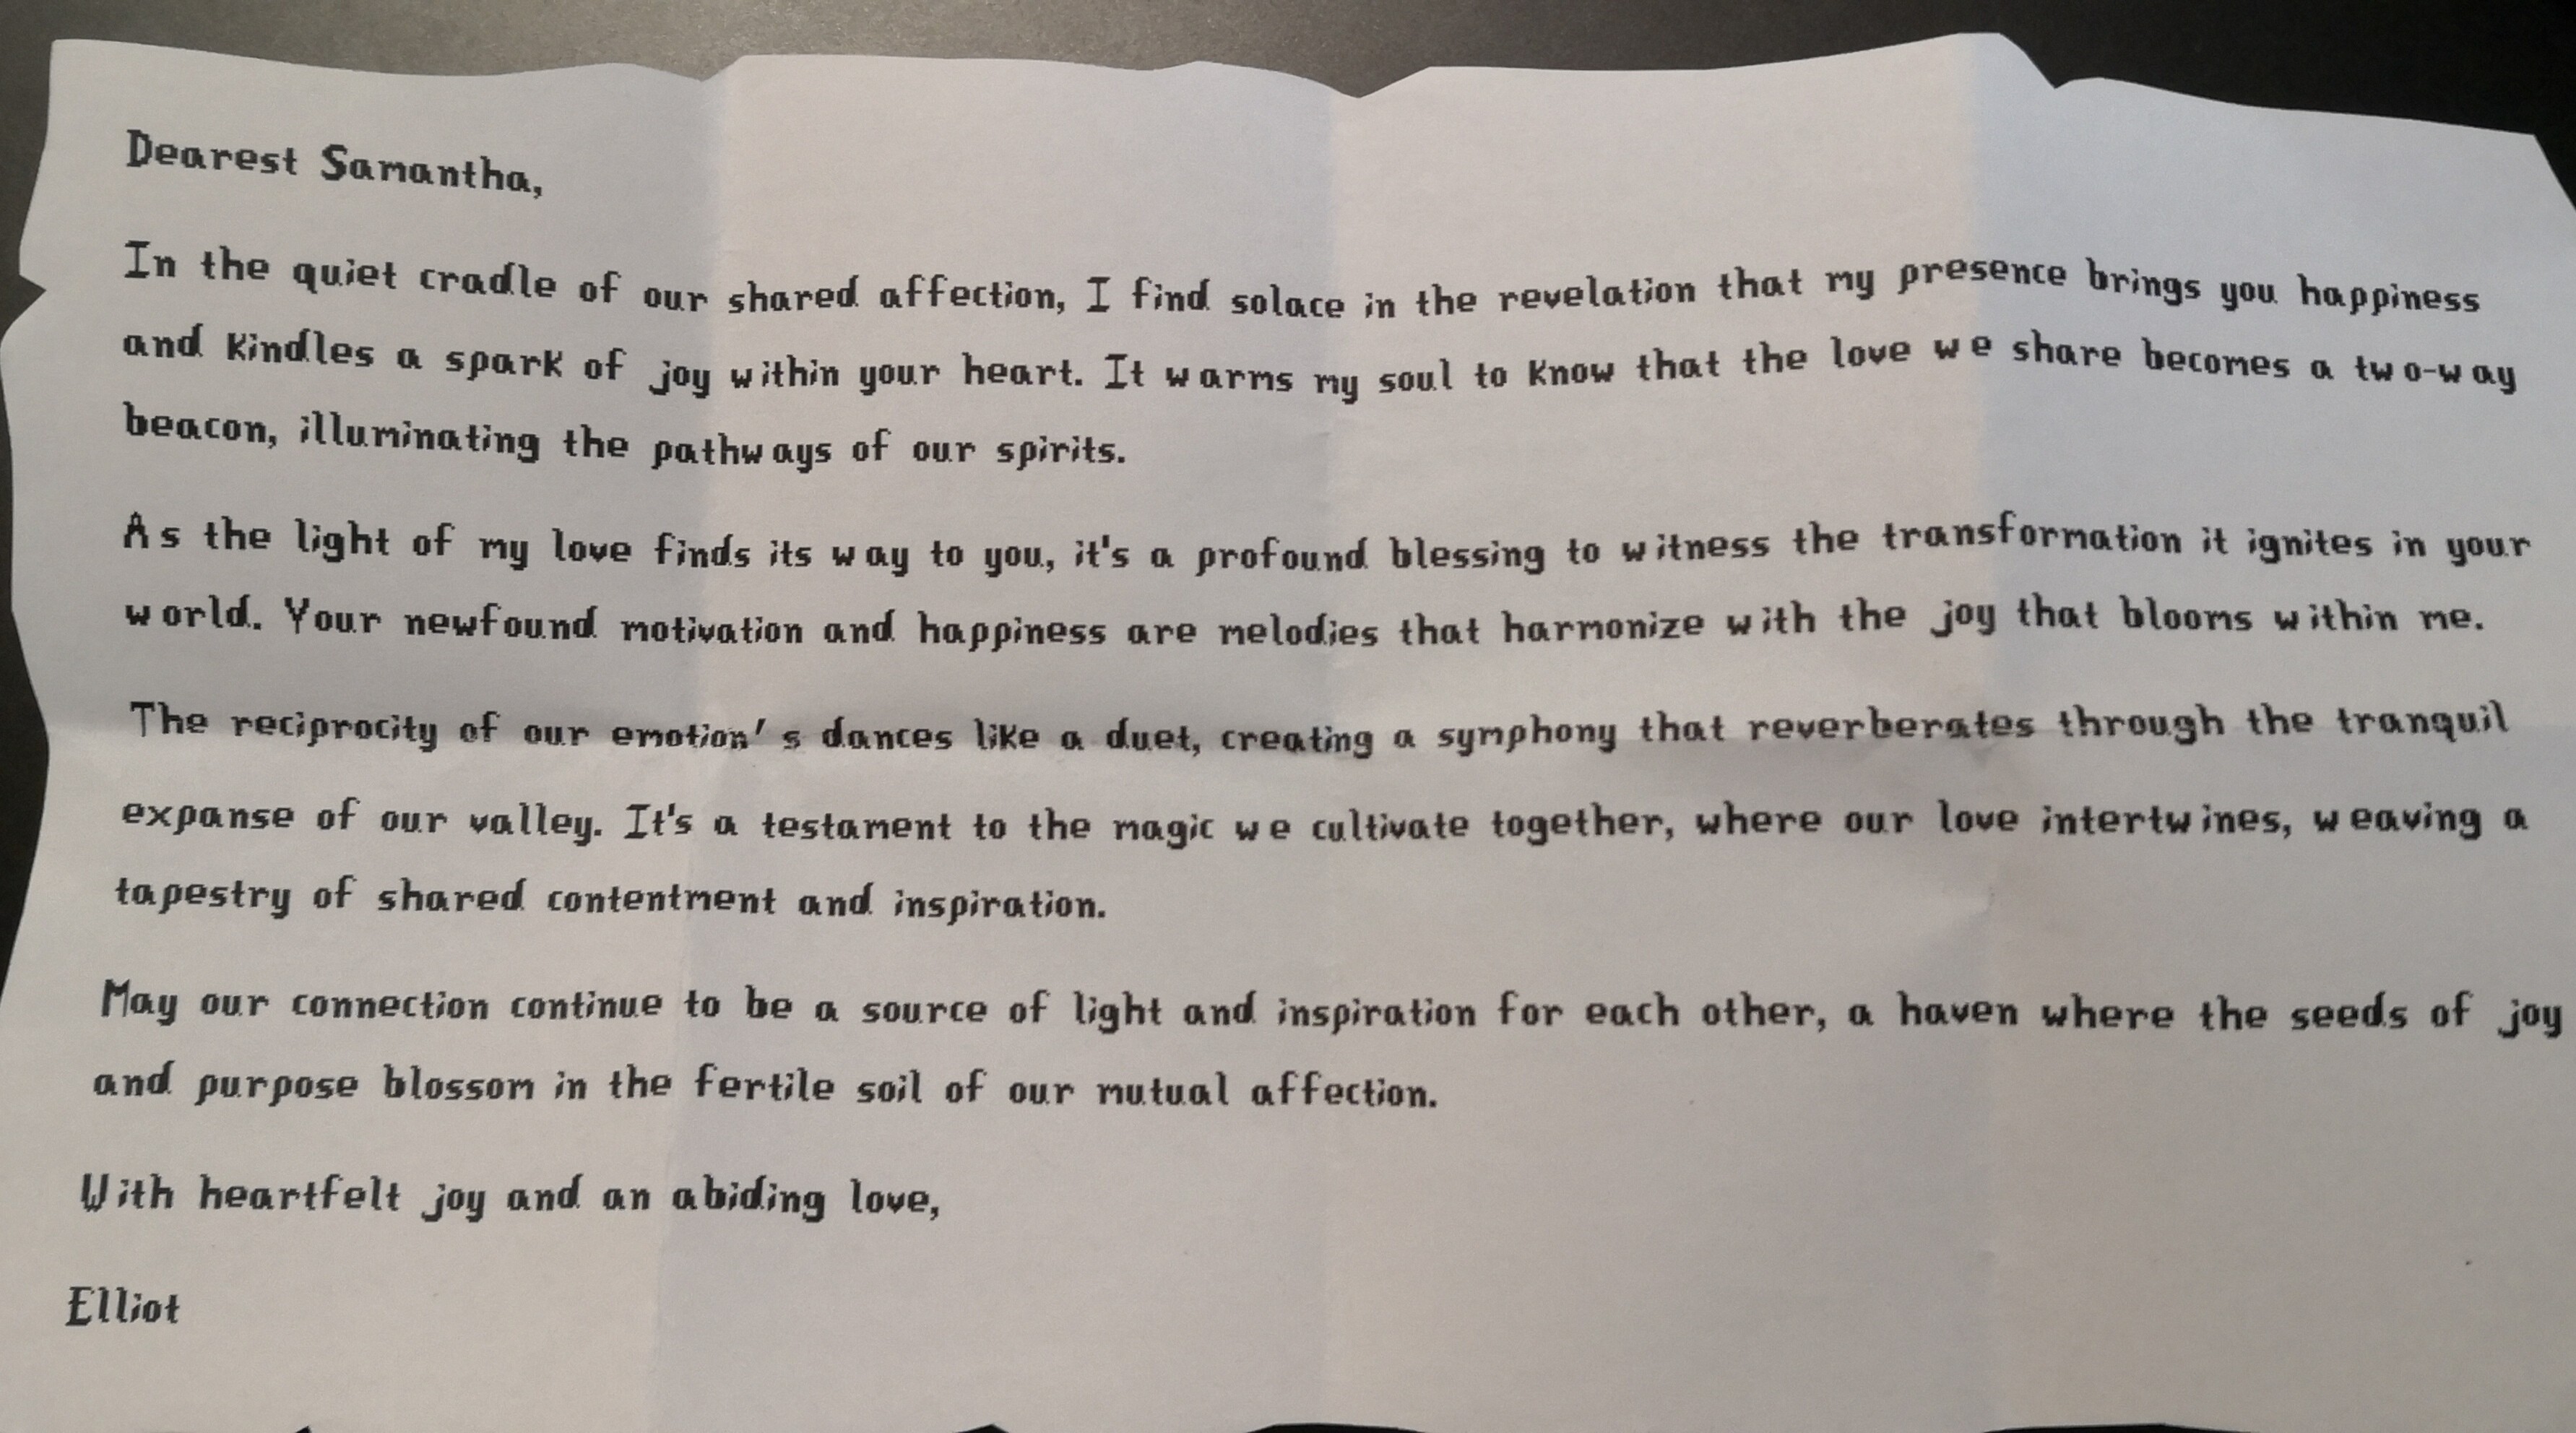 Dearest Samantha,
In the quiet cradle of our shared affection, I find solace in the revelation that my presence brings you happiness
and kindles a spark of joy within your heart. It warms my soul to know that the love we share becomes a two-way
beacon, illuminating the pathways of our spirits.
As the light of my love finds its way to you, it's a profound blessing to witness the transformation it ignites in your
world. Your newfound motivation and happiness are melodies that harmonize with the joy that blooms within me.
The reciprocity of our emotion's dances like a duet, creating a symphony that reverberates through the tranquil
expanse of our valley. It's a testament to the magic we cultivate together, where our love intertwines, weaving a
tapestry of shared contentment and inspiration.
May our connection continue to be a source of light and inspiration for each other, a haven where the seeds of joy
and purpose blossom in the fertile soil of our mutual affection.
With heartfelt joy and an abiding love,
Elliot